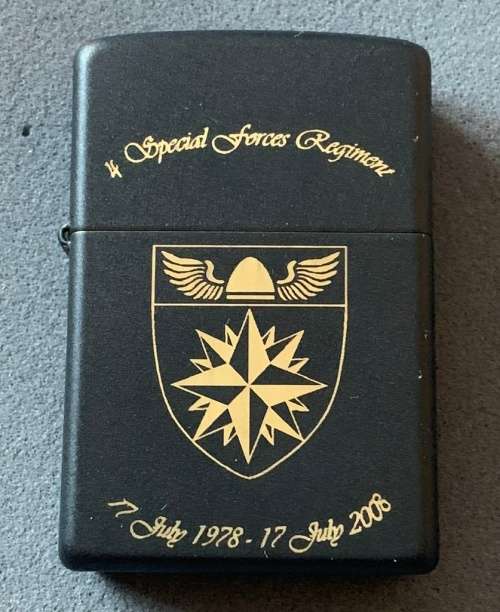 4 Special Forces Regiment
17 July 1978 - 17 July 2008